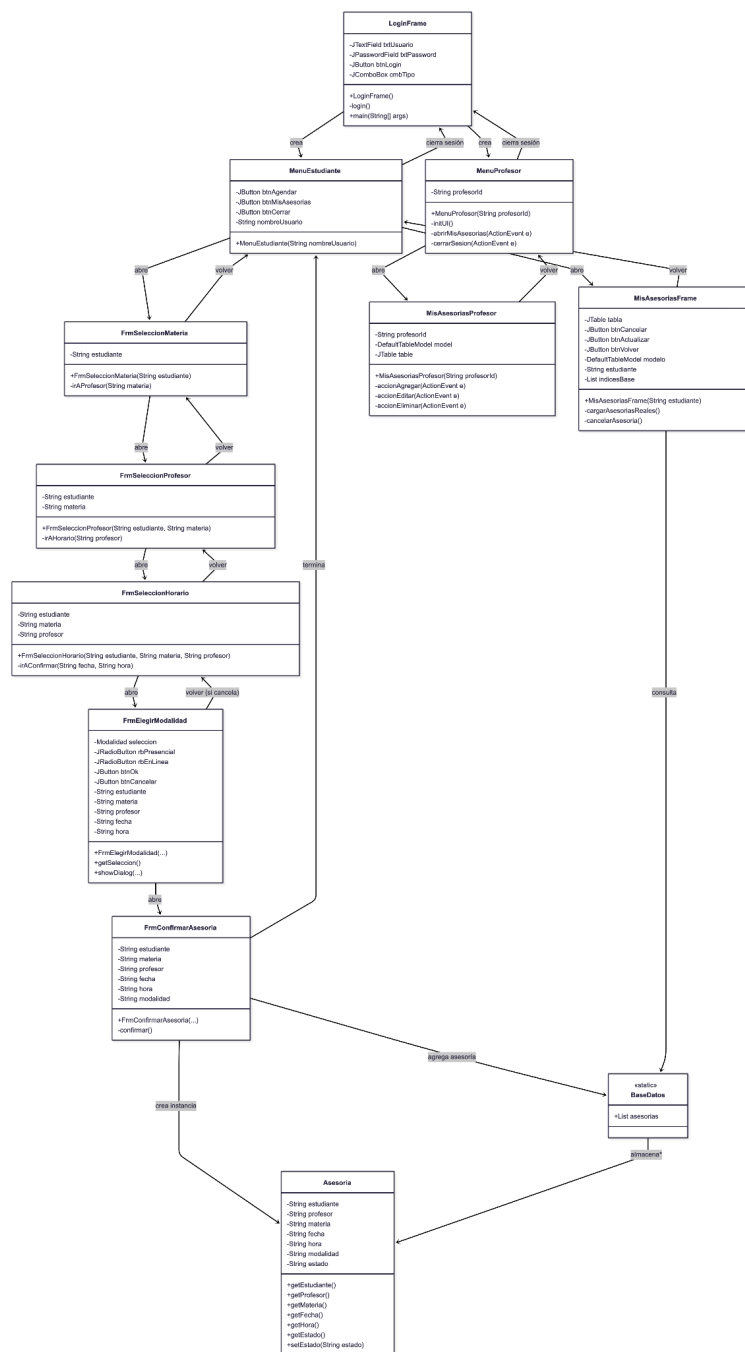 LoginFrame
-JTextField txtUsuario
-JPasswordField txtPassword
-JButton btnLogin
-JComboBox cmbTipo
+LoginFrame()
-login()
+main(String[] args)
crea
cierra sesión
crea
cierra sesión
MenuEstudiante
-JButton btnAgendar
-JButton btnMisAsesorias
-JButton btnCerrar
-String nombreUsuario
+MenuEstudiante(String nombreUsuario)
MenuProfesor
-String profesorId
+MenuProfesor(String profesorId)
-initUI()
-abrirMisAsesorias(ActionEvent e)
-cerrarSesion(ActionEvent e)
abre
volver
abre
volver
abre
volver
FrmSeleccionMateria
-String estudiante
+FrmSeleccionMateria(String estudiante)
-irAProfesor(String materia)
MisAsesoriasProfesor
-String profesorId
-DefaultTableModel model
-JTable table
+MisAsesoriasProfesor(String profesorId)
-accionAgregar(ActionEvent e)
-accionEditar(ActionEvent e)
-accionEliminar(ActionEvent e)
MisAsesoriasFrame
-JTable tabla
-JButton btnCancelar
-JButton btnActualizar
-JButton btnVolver
-DefaultTableModel modelo
-String estudiante
-List indicesBase
+MisAsesoriasFrame(String estudiante)
-cargarAsesoriasReales()
-cancelarAsesoria()
abre
volver
FrmSeleccionProfesor
-String estudiante
-String materia
+FrmSeleccionProfesor(String estudiante, String materia)
-irAHorario(String profesor)
abre
volver
termina
FrmSeleccionHorario
-String estudiante
-String materia
-String profesor
+FrmSeleccionHorario(String estudiante, String materia, String profesor)
-irAConfirmar(String fecha, String hora)
abre
volver (si cancela)
consulta
FrmElegirModalidad
-Modalidad seleccion
-JRadioButton rbPresencial
-JRadioButton rbEnLinea
-JButton btnOk
-JButton btnCancelar
-String estudiante
-String materia
-String profesor
-String fecha
-String hora
+FrmElegirModalidad(...)
+getSeleccion()
+showDialog(...)
abre
FrmConfirmarAsesoria
-String estudiante
-String materia
-String profesor
-String fecha
-String hora
-String modalidad
+FrmConfirmarAsesoria(...)
-confirmar()
agrega asesoría
crea instancia
«static»
BaseDatos
+List asesorias
almacena*
Asesoria
-String estudiante
-String profesor
-String materia
-String fecha
-String hora
-String modalidad
-String estado
+getEstudiante()
+getProfesor()
+getMateria()
+getFecha()
+getHora()
+getEstado()
+setEstado(String estado)